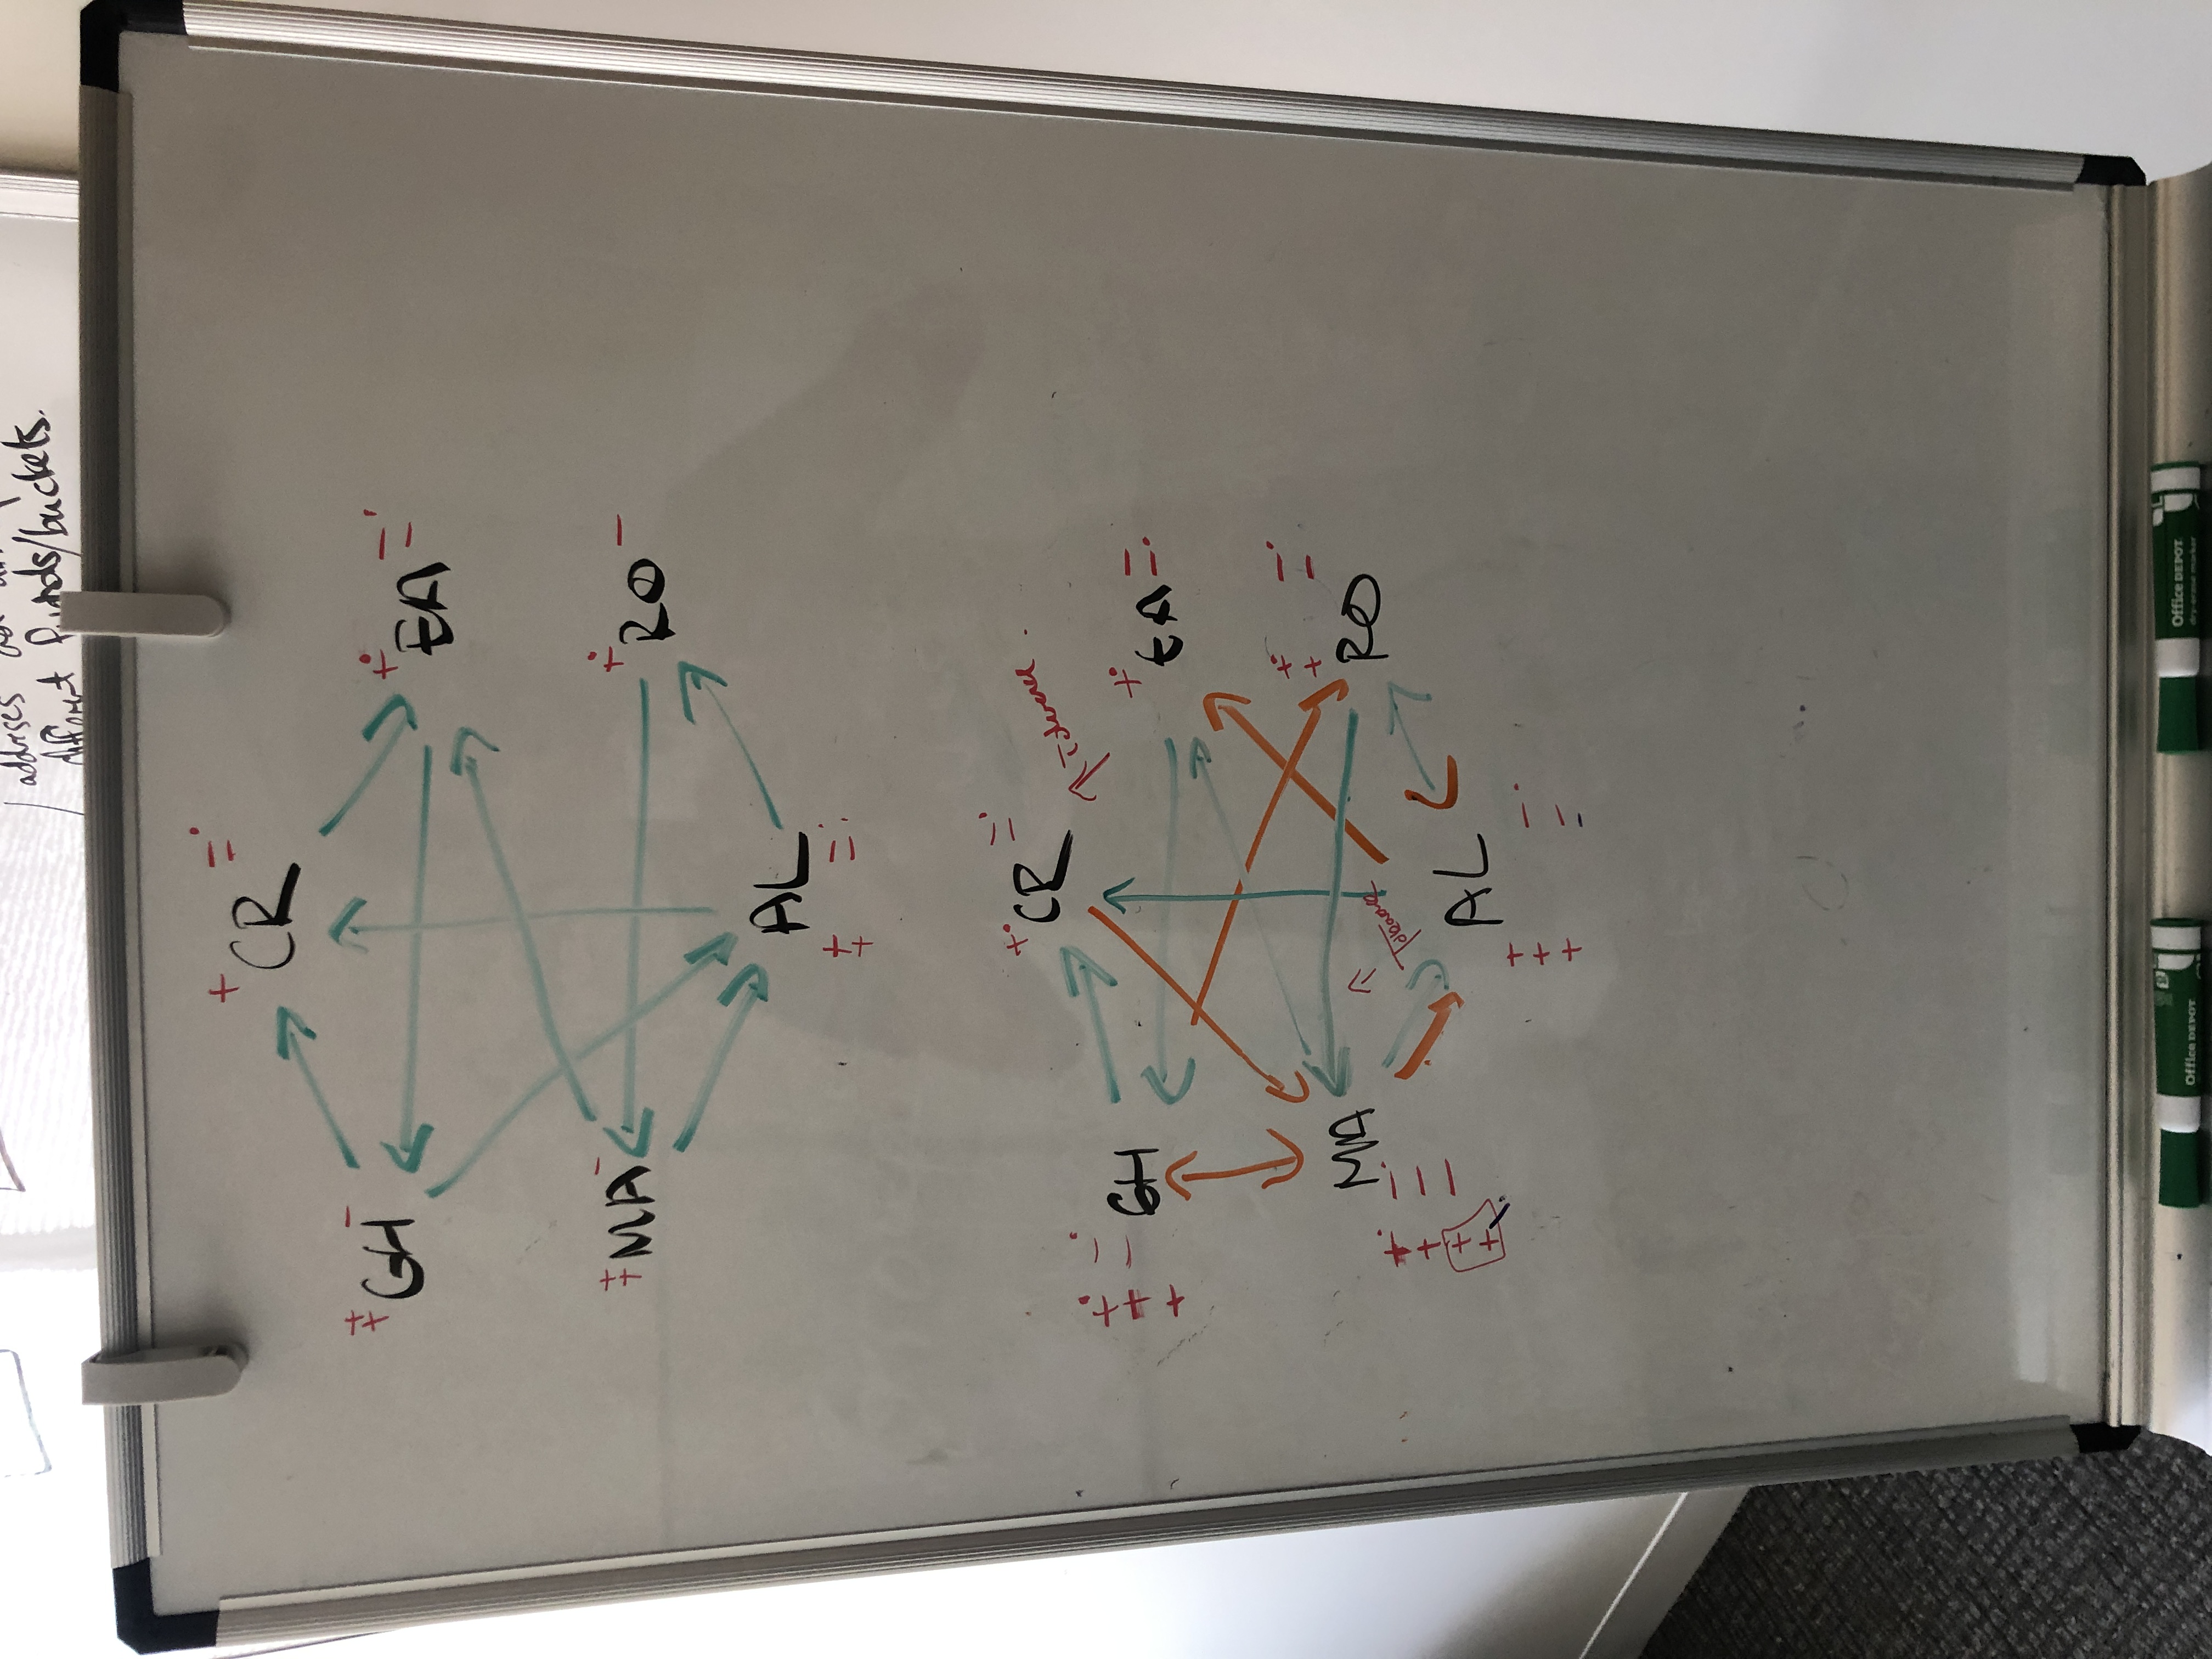 addresses
different funds/buckets.
+ CR =
+ + GH -
+ EA - -
+ + MA -
+ RO -
AL
+ + - -
+ CR - -
Tolerance
+ + + - - GH
+ EA - -
+ + - -
MA RO
Tolerance
+ + + + - - -
AL
+ + + - - -
Office DEPOT
Office DEPOT
dry-erase marker